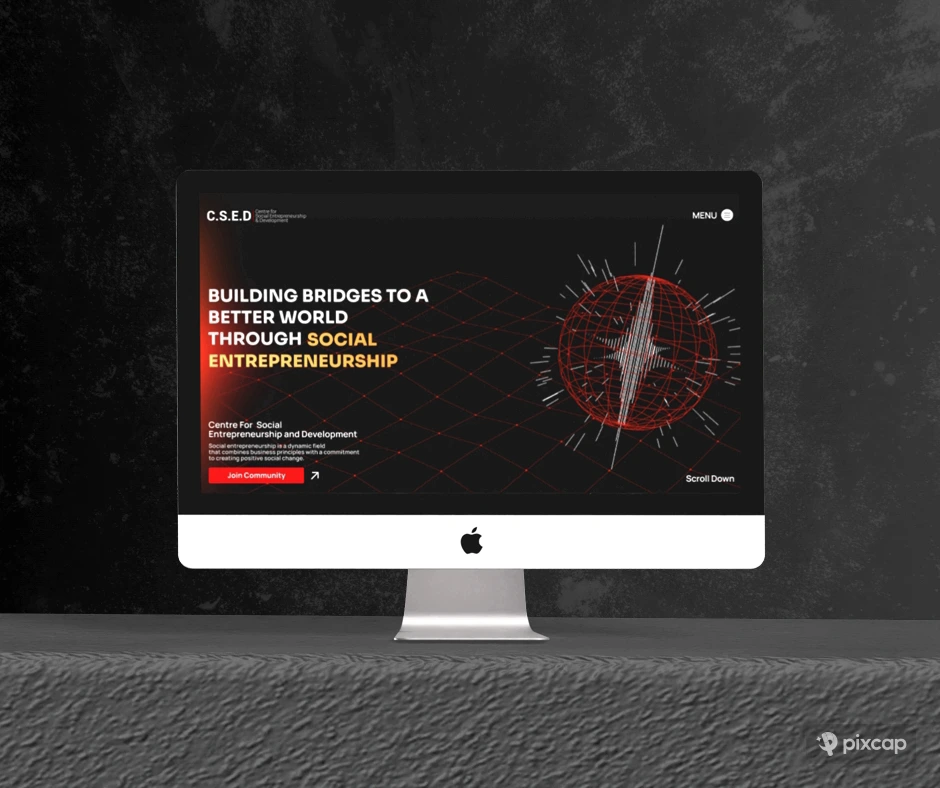 C.S.E.D
Centre for
Social Entrepreneurship
& Development
MENU
BUILDING BRIDGES TO A
BETTER WORLD
THROUGH SOCIAL
ENTREPRENEURSHIP
Centre For Social
Entrepreneurship and Development
Social entrepreneurship is a dynamic field
that combines business principles with a commitment
to creating positive social change.
Join Community
Scroll Down
pixcap